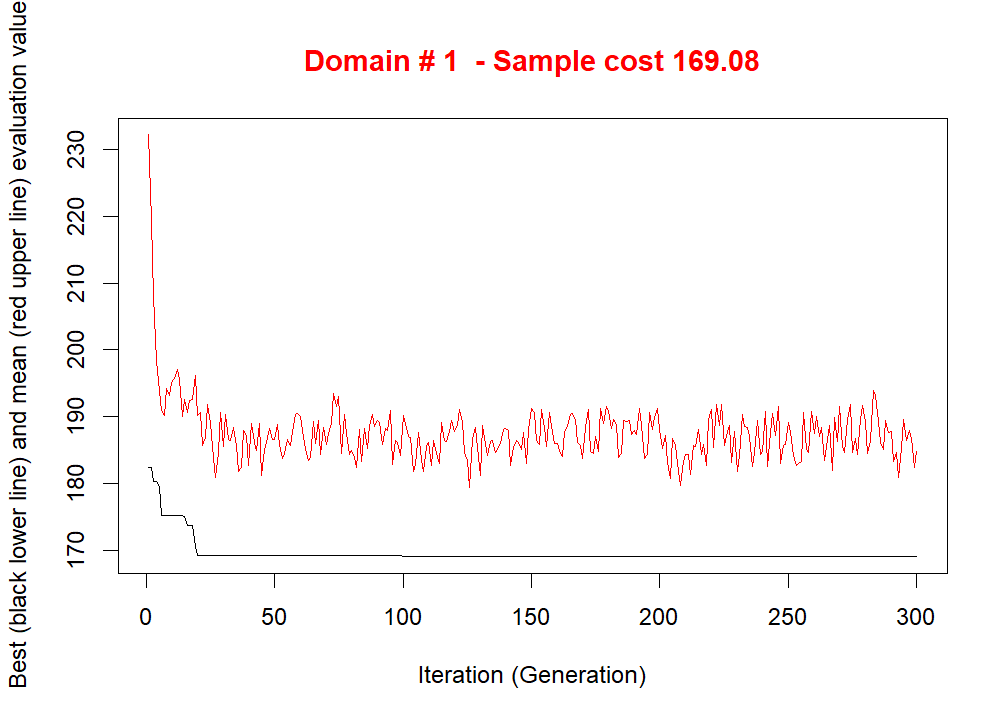 Domain # 1  - Sample cost 169.08
Best (black lower line) and mean (red upper line) evaluation value
230
220
210
200
190
180
170
0 50 100 150 200 250 300
Iteration (Generation)